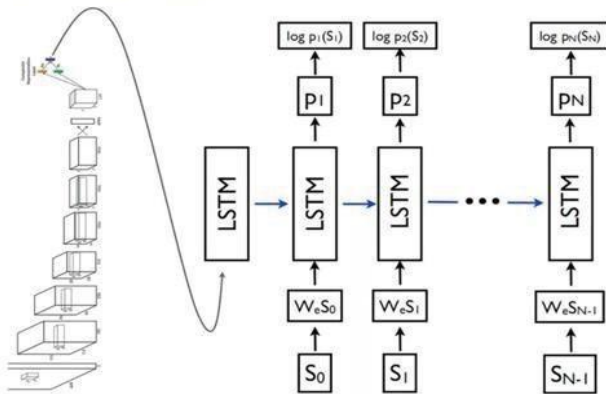 log p₁(S₁) log p₂(S₂) log pₙ(Sₙ)
p₁ p₂ pₙ
LSTM LSTM LSTM LSTM
WₑS₀ WₑS₁ WₑSN-1
S₀ S₁ SN-1